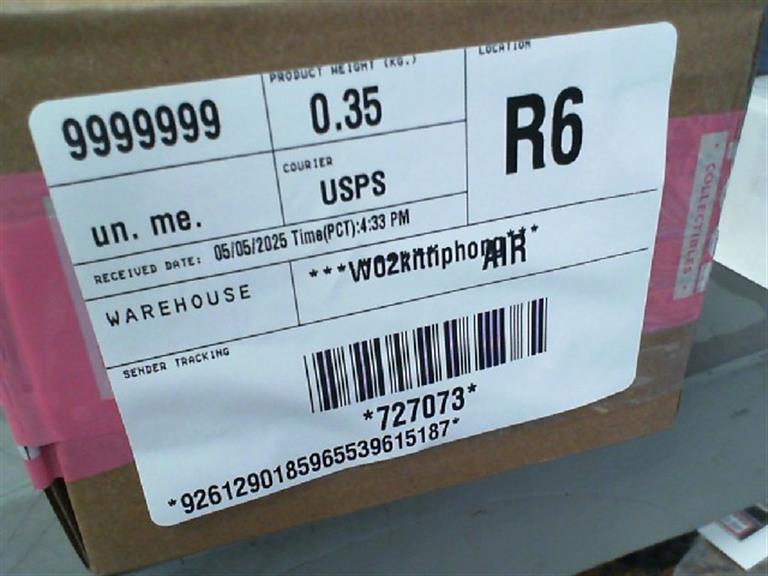 9999999
PRODUCT WEIGHT (KG.)
0.35
LOCATION
R6
COURIER
USPS
un. me.
RECEIVED DATE: 05/05/2025 Time(PCT):4:33 PM
WAREHOUSE
AIR
SENDER TRACKING
*727073*
*9261290185965539615187*
COLLECTIBLES